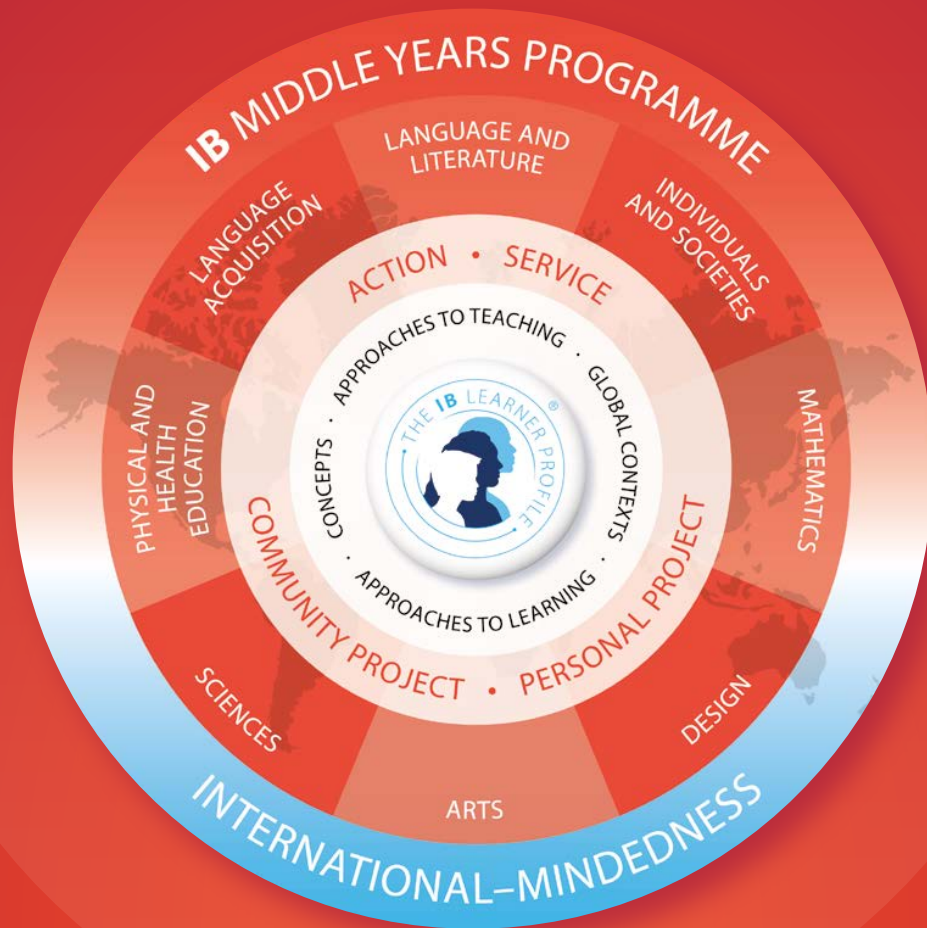 IB MIDDLE YEARS PROGRAMME
LANGUAGE AND
LITERATURE
LANGUAGE
ACQUISITION
INDIVIDUALS
AND SOCIETIES
PHYSICAL AND
HEALTH
EDUCATION
MATHEMATICS
SCIENCES
DESIGN
ARTS
ACTION • SERVICE
COMMUNITY PROJECT • PERSONAL PROJECT
APPROACHES TO TEACHING
· GLOBAL CONTEXTS ·
APPROACHES TO LEARNING
· CONCEPTS ·
THE IB LEARNER PROFILE ®
INTERNATIONAL–MINDEDNESS